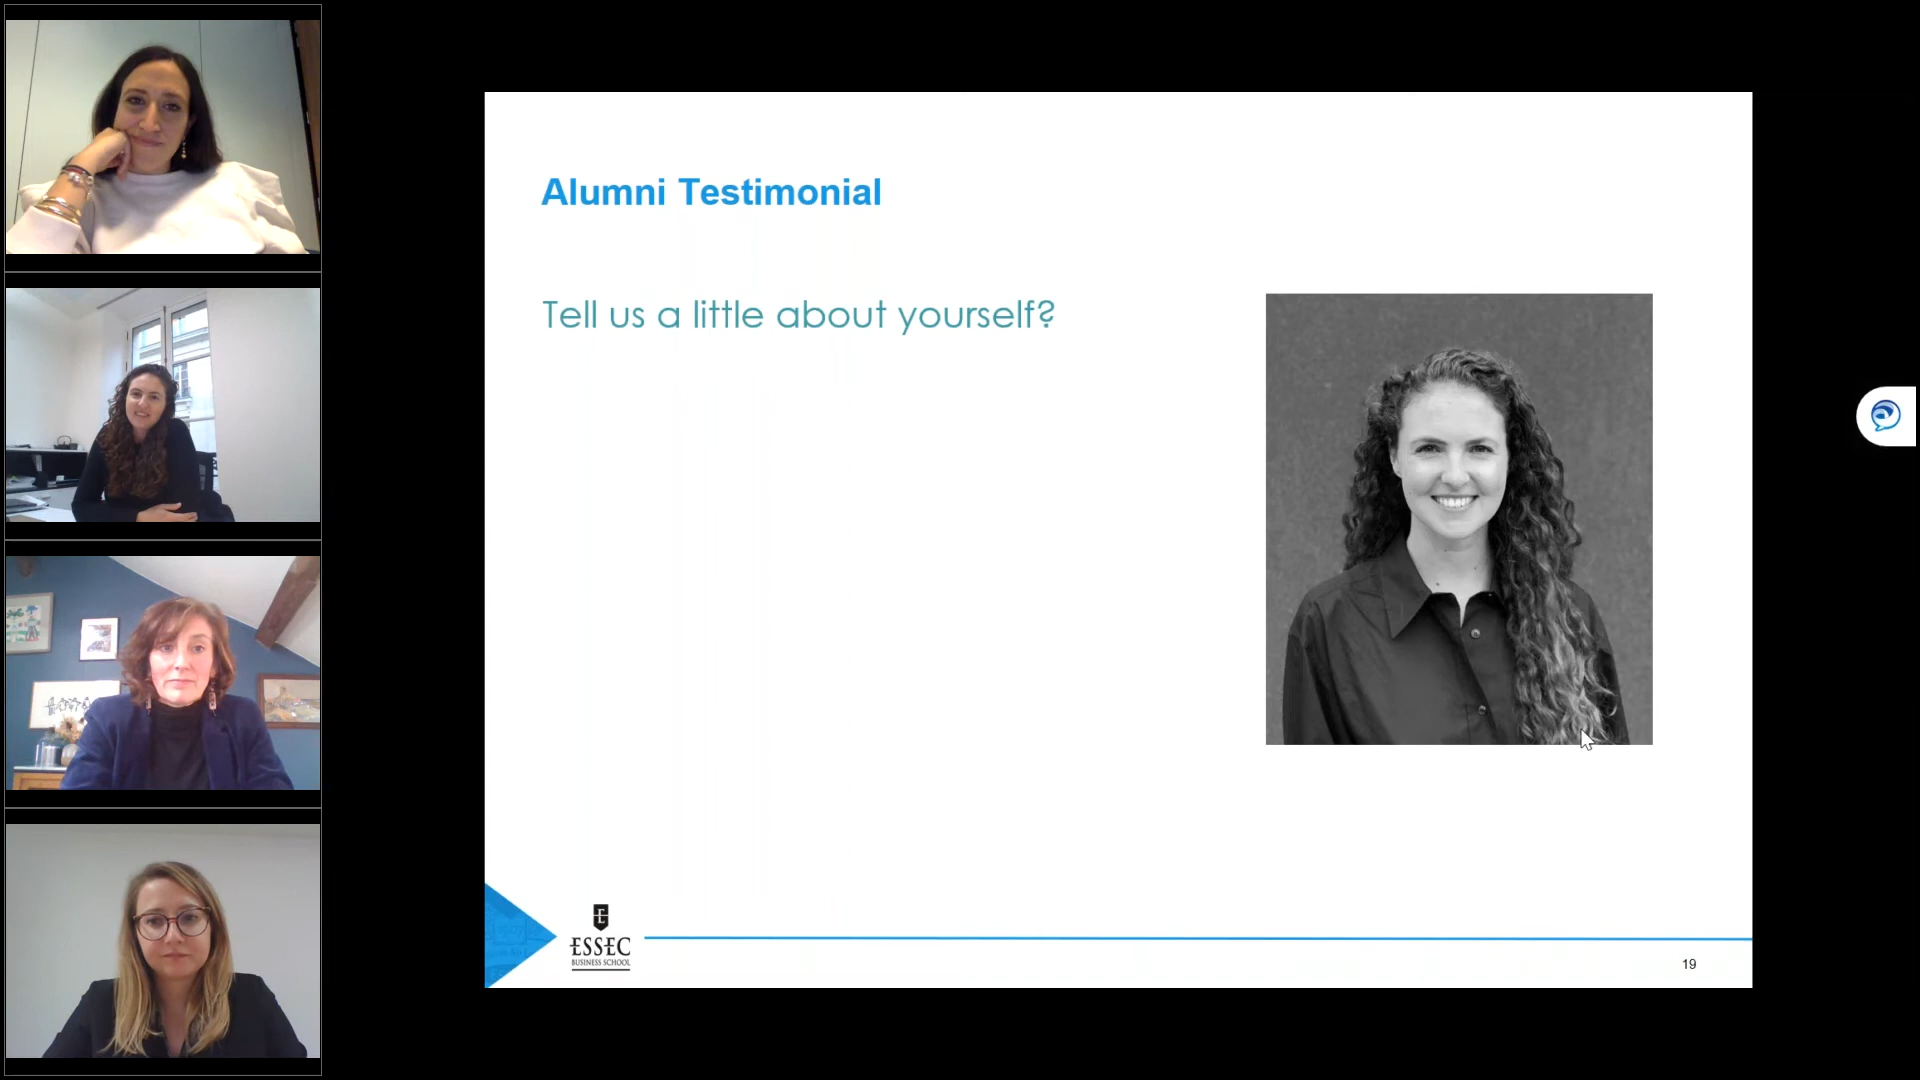 Alumni Testimonial
Tell us a little about yourself?
E
ESSEC
BUSINESS SCHOOL
19